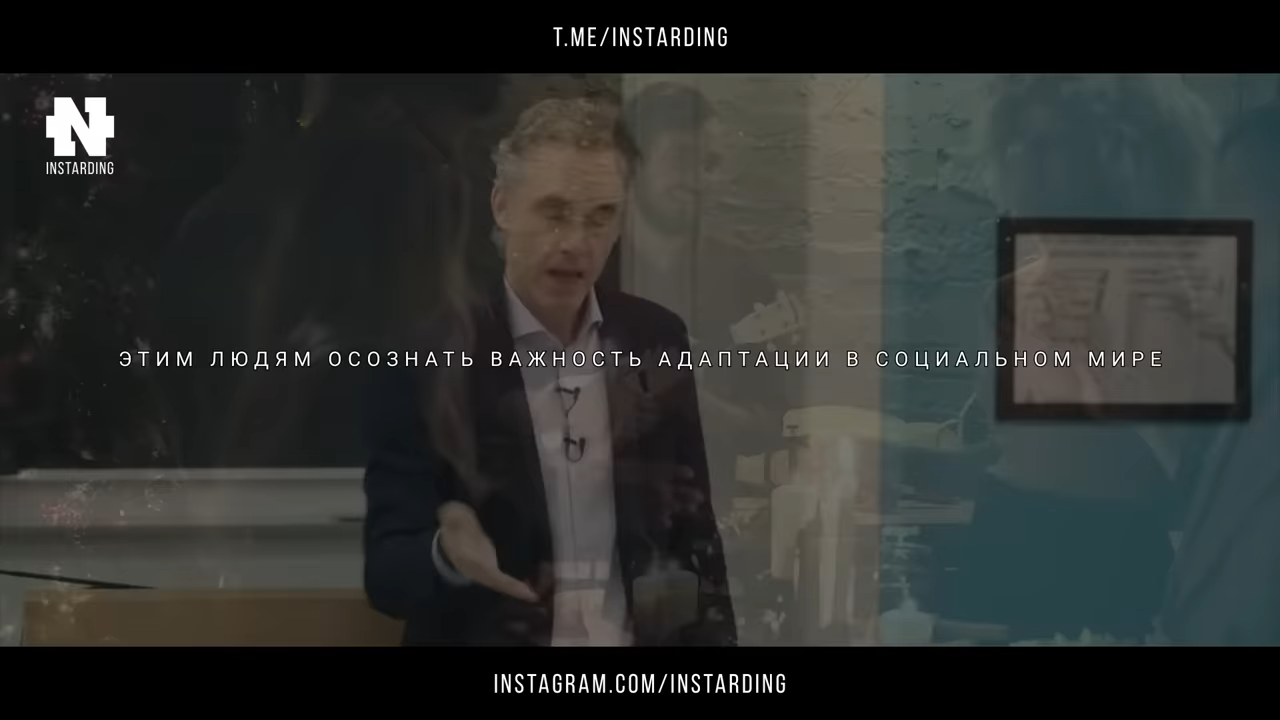 T.ME/INSTARDING
N
INSTARDING
ЭТИМ ЛЮДЯМ ОСОЗНАТЬ ВАЖНОСТЬ АДАПТАЦИИ В СОЦИАЛЬНОМ МИРЕ
INSTAGRAM.COM/INSTARDING